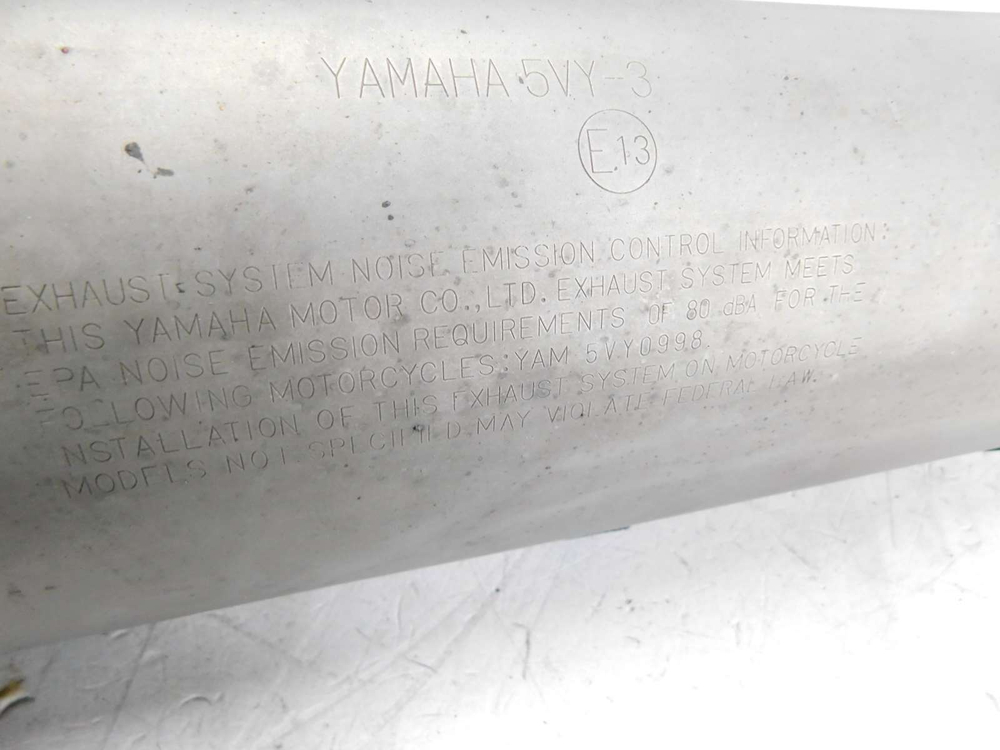 YAMAHA 5VY-3
E13
EXHAUST SYSTEM NOISE EMISSION CONTROL INFORMATION:
THIS YAMAHA MOTOR CO., LTD. EXHAUST SYSTEM MEETS
EPA NOISE EMISSION REQUIREMENTS OF 80 dBA FOR THE
FOLLOWING MOTORCYCLES: YAM 5VY0998.
INSTALLATION OF THIS EXHAUST SYSTEM ON MOTORCYCLE
MODELS NOT SPECIFIED MAY VIOLATE FEDERAL LAW.